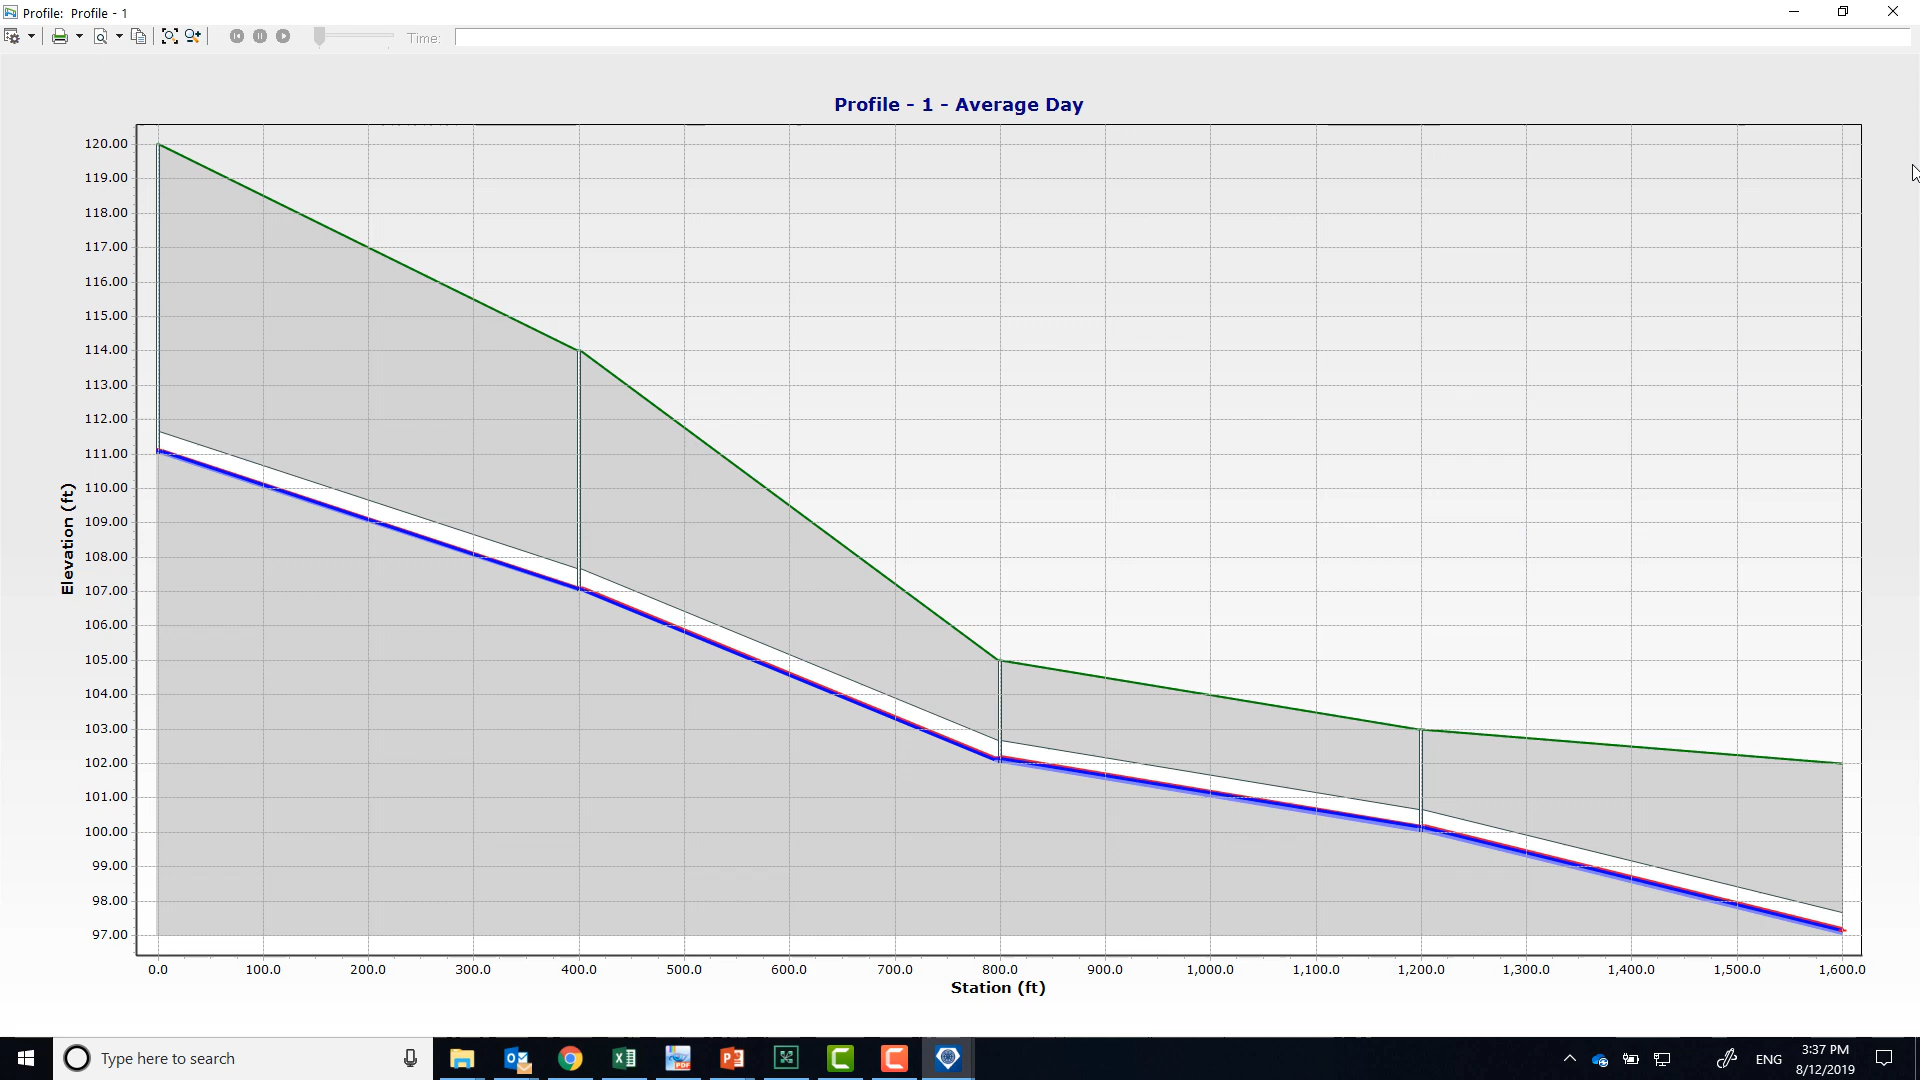 Profile: Profile - 1
Time:
Profile - 1 - Average Day
120.00
119.00
118.00
117.00
116.00
115.00
114.00
113.00
112.00
111.00
110.00
109.00
108.00
107.00
106.00
105.00
104.00
103.00
102.00
101.00
100.00
99.00
98.00
97.00
Elevation (ft)
0.0 100.0 200.0 300.0 400.0 500.0 600.0 700.0 800.0 900.0 1,000.0 1,100.0 1,200.0 1,300.0 1,400.0 1,500.0 1,600.0
Station (ft)
Type here to search
ENG
3:37 PM
8/12/2019